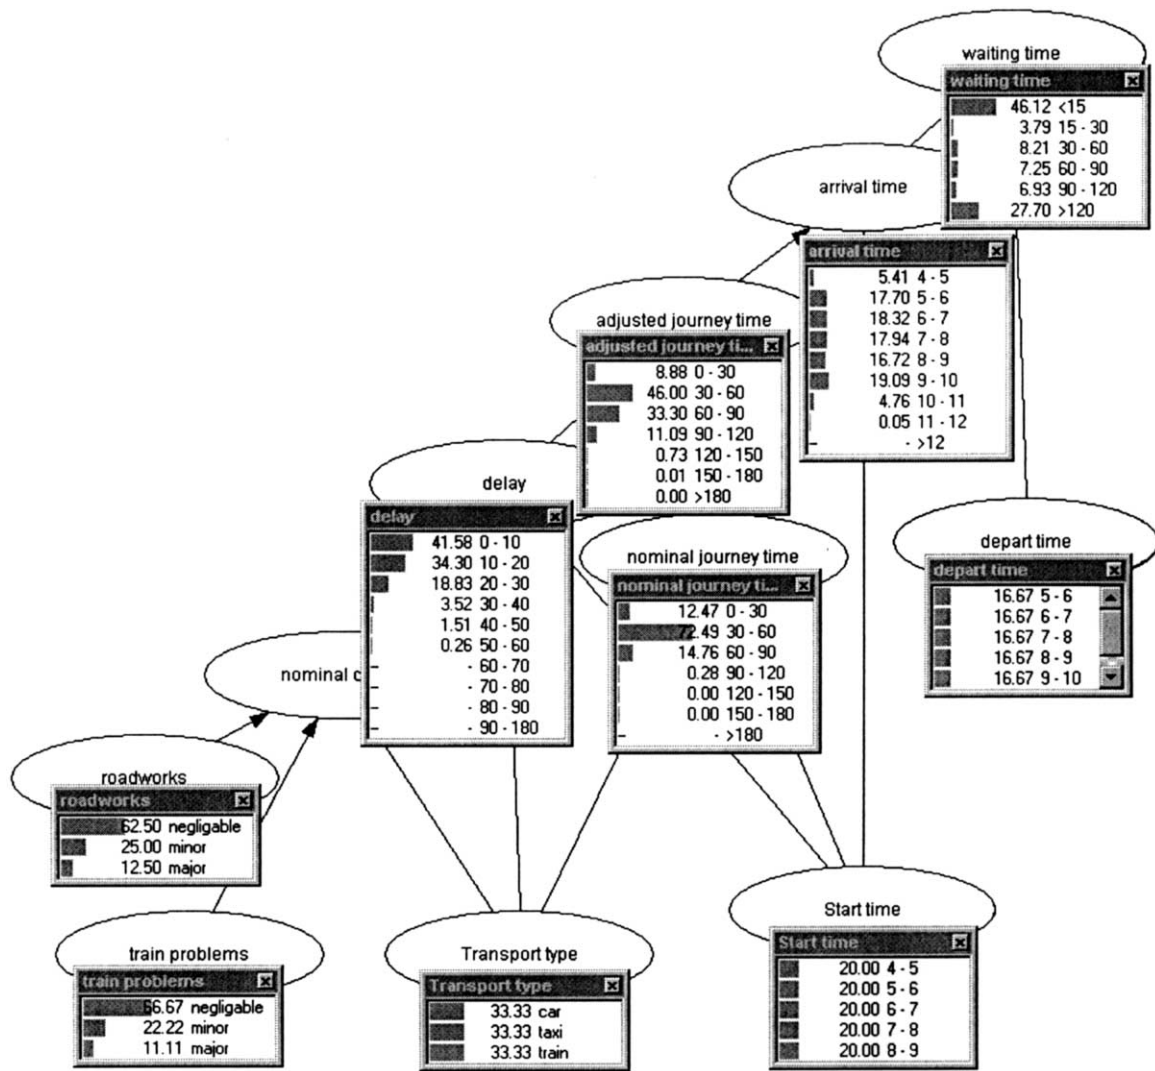 waiting time
waiting time
46.12 <15
3.79 15 - 30
8.21 30 - 60
7.25 60 - 90
6.93 90 - 120
27.70 >120
arrival time
arrival time
5.41 4 - 5
17.70 5 - 6
18.32 6 - 7
17.94 7 - 8
16.72 8 - 9
19.09 9 - 10
4.76 10 - 11
0.05 11 - 12
- >12
adjusted journey time
adjusted journey ti...
8.88 0 - 30
46.00 30 - 60
33.30 60 - 90
11.09 90 - 120
0.73 120 - 150
0.01 150 - 180
0.00 >180
delay
delay
41.58 0 - 10
34.30 10 - 20
18.83 20 - 30
3.52 30 - 40
1.51 40 - 50
0.26 50 - 60
- 60 - 70
- 70 - 80
- 80 - 90
- 90 - 180
nominal journey time
nominal journey ti...
12.47 0 - 30
72.49 30 - 60
14.76 60 - 90
0.28 90 - 120
0.00 120 - 150
0.00 150 - 180
- >180
depart time
depart time
16.67 5 - 6
16.67 6 - 7
16.67 7 - 8
16.67 8 - 9
16.67 9 - 10
nominal
roadworks
roadworks
62.50 negligable
25.00 minor
12.50 major
train problems
train problems
66.67 negligable
22.22 minor
11.11 major
Transport type
Transport type
33.33 car
33.33 taxi
33.33 train
Start time
Start time
20.00 4 - 5
20.00 5 - 6
20.00 6 - 7
20.00 7 - 8
20.00 8 - 9